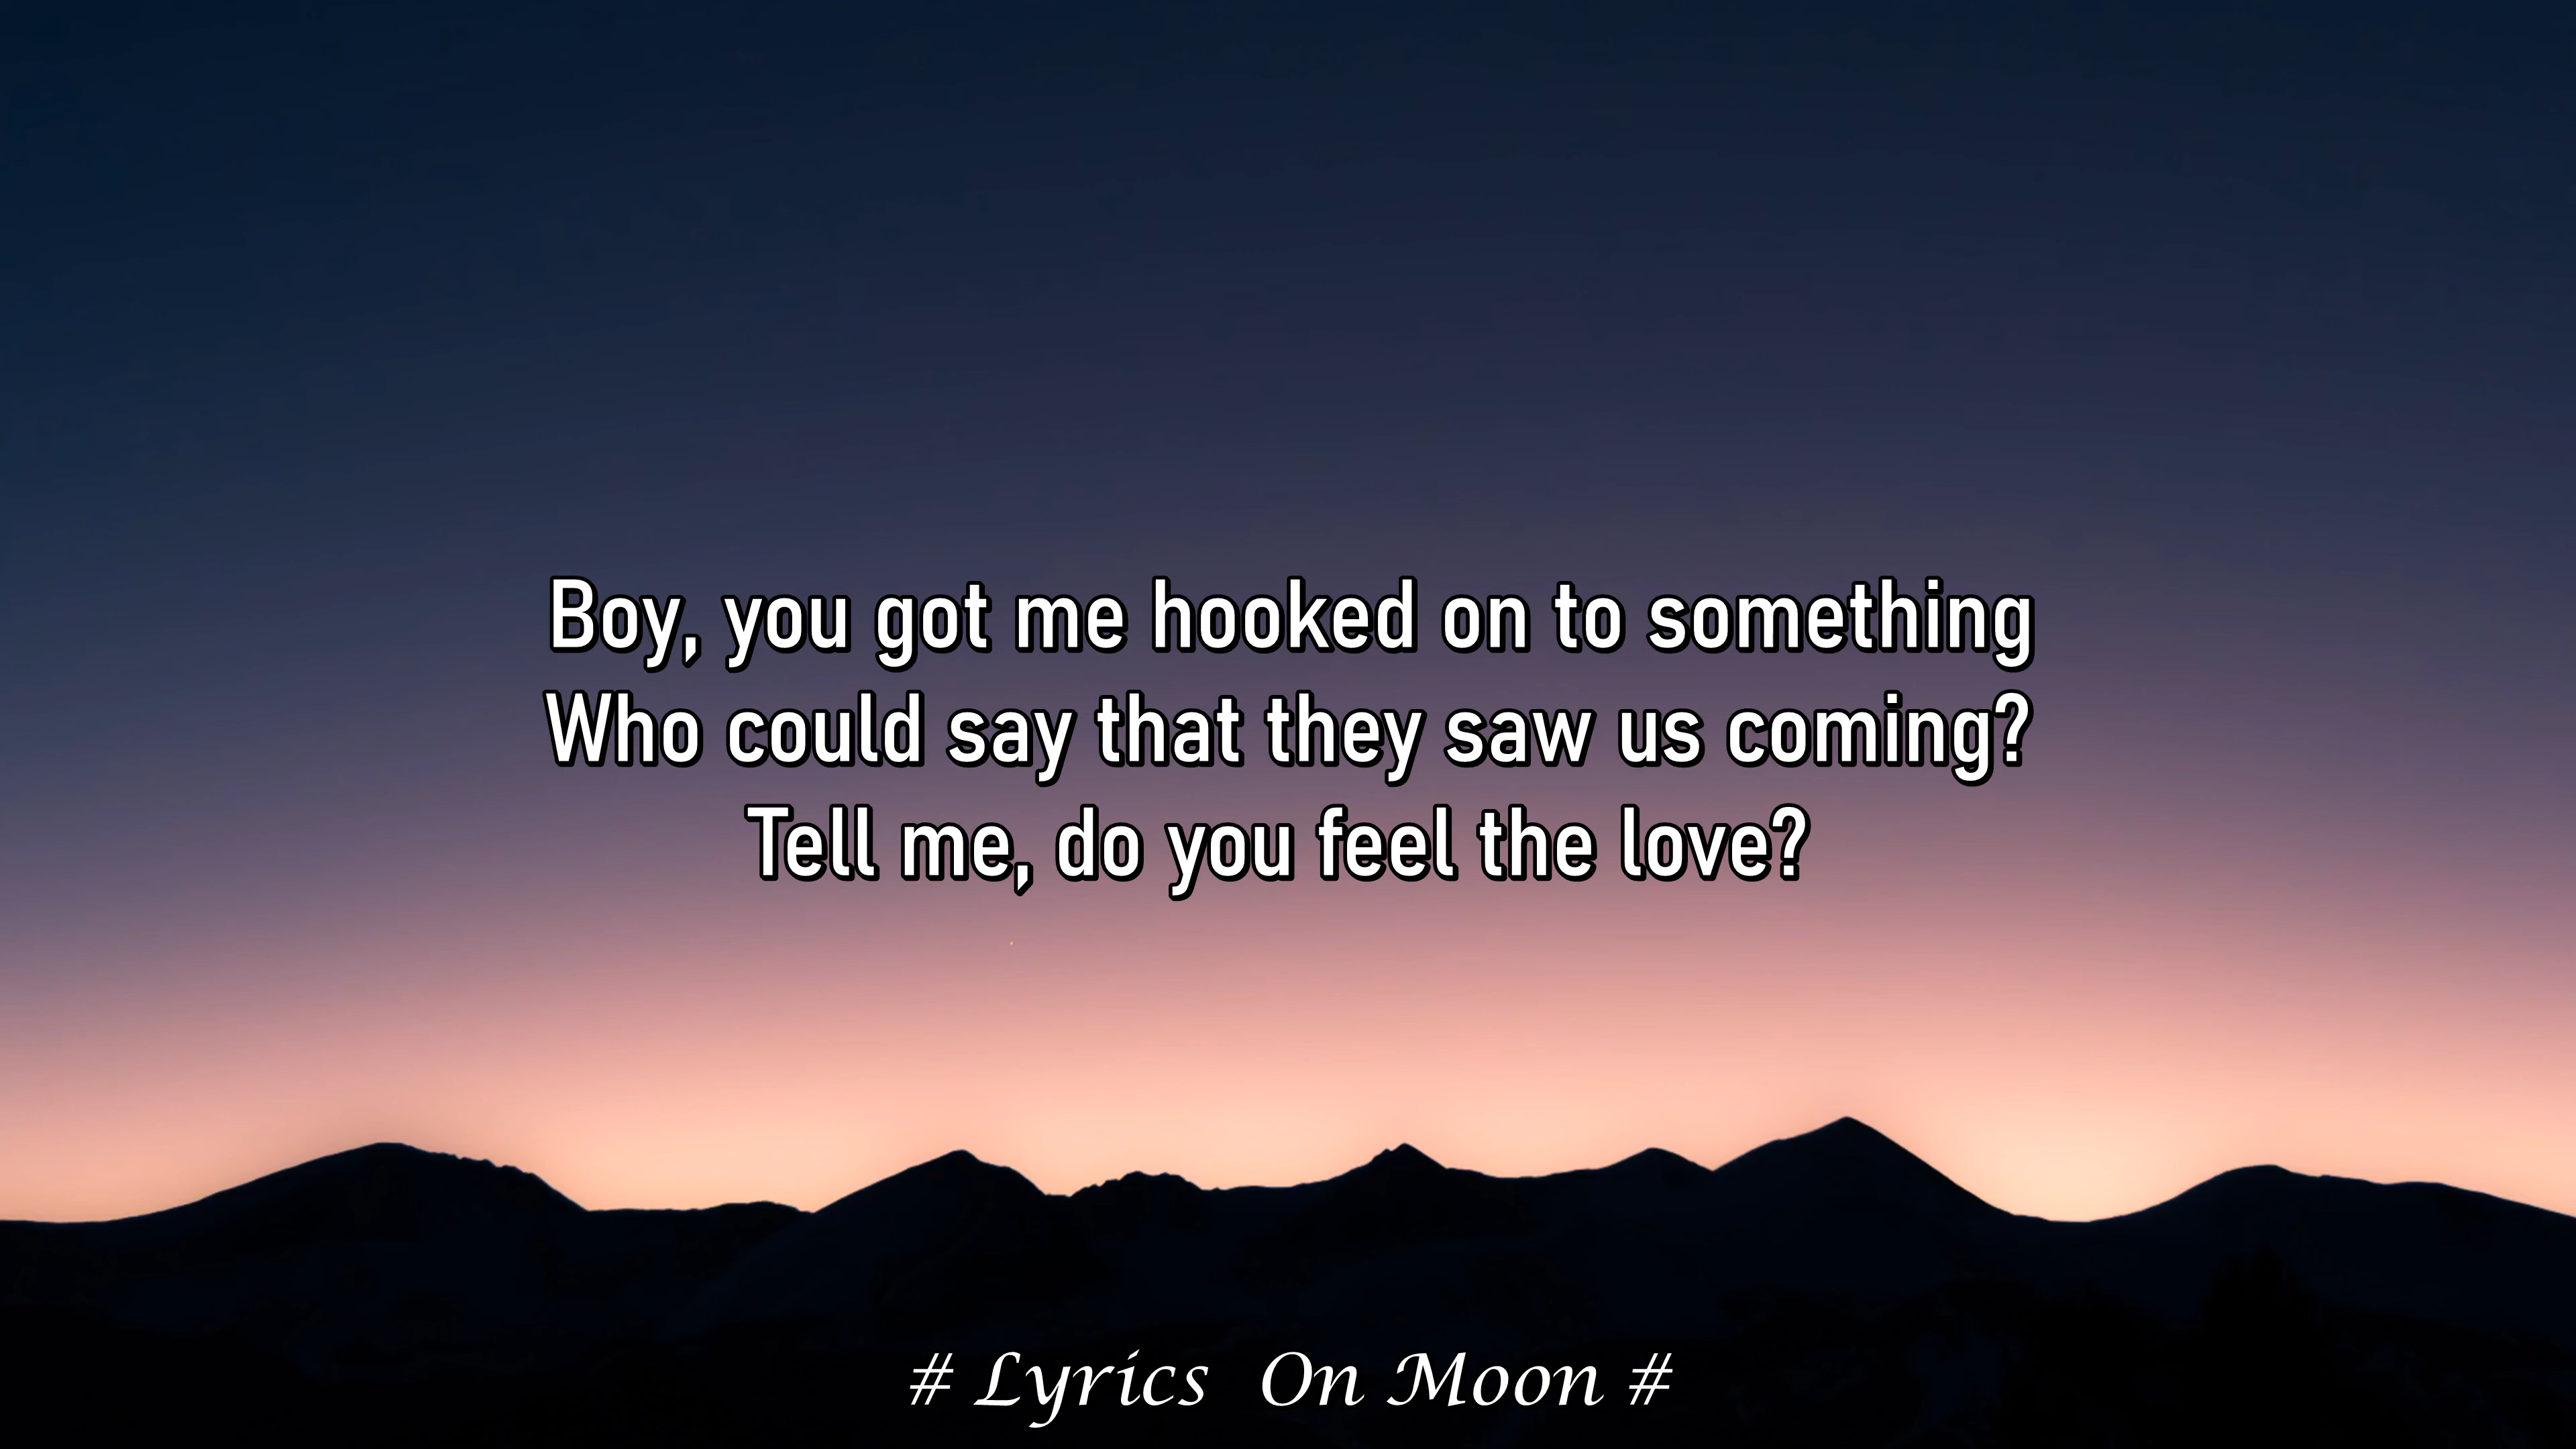 Boy, you got me hooked on to something
Who could say that they saw us coming?
Tell me, do you feel the love?
# Lyrics On Moon #